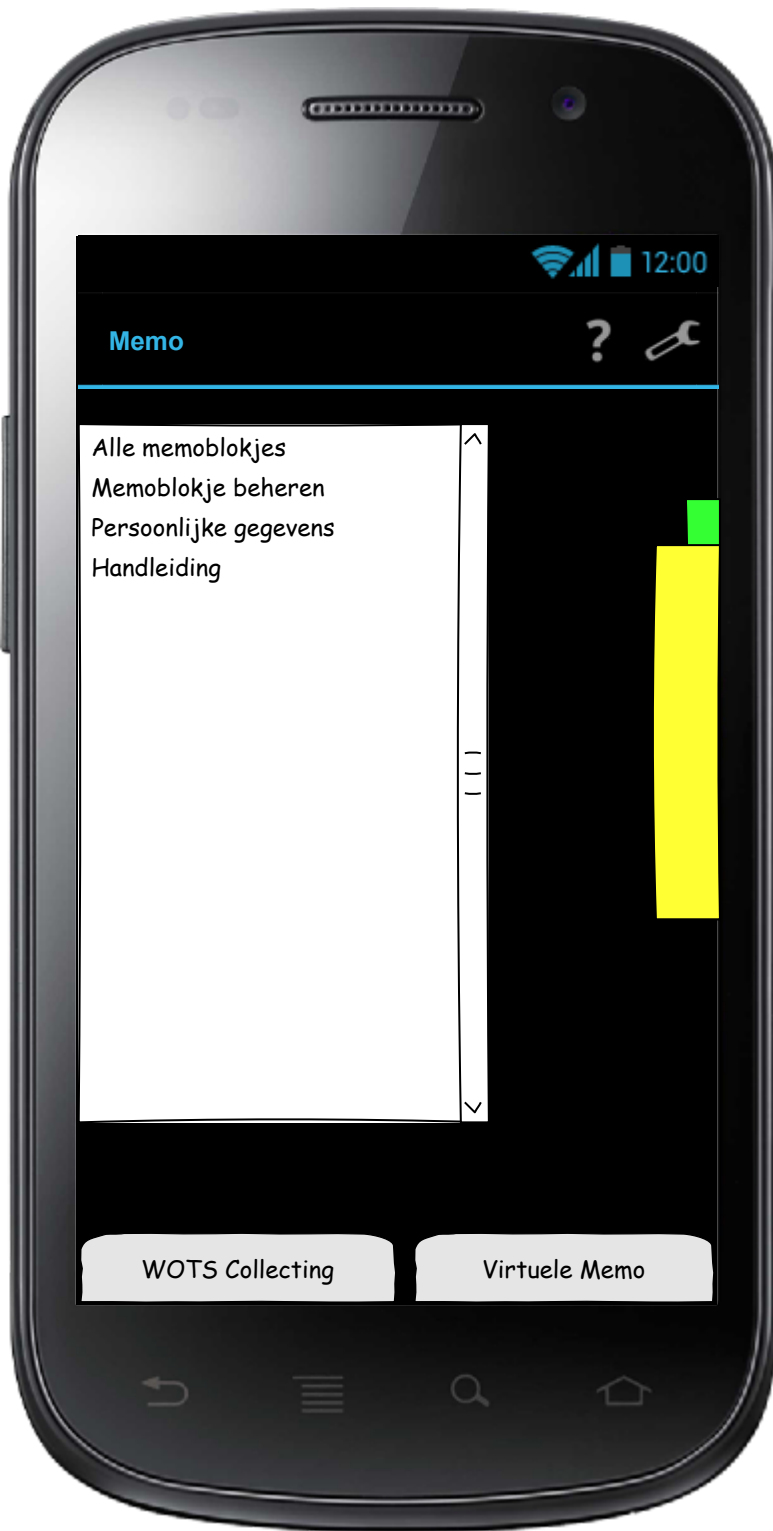 12:00
Memo
?
Alle memoblokjes
Memoblokje beheren
Persoonlijke gegevens
Handleiding
WOTS Collecting
Virtuele Memo